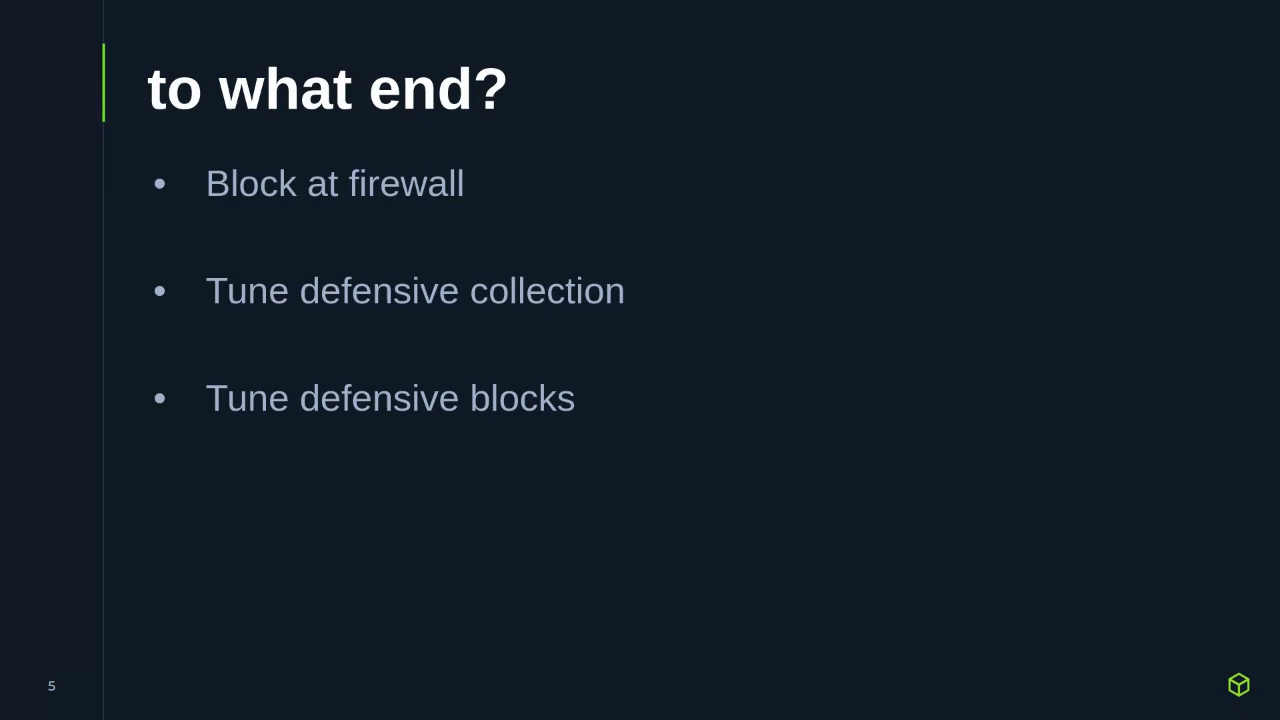 to what end?
• Block at firewall
• Tune defensive collection
• Tune defensive blocks
5